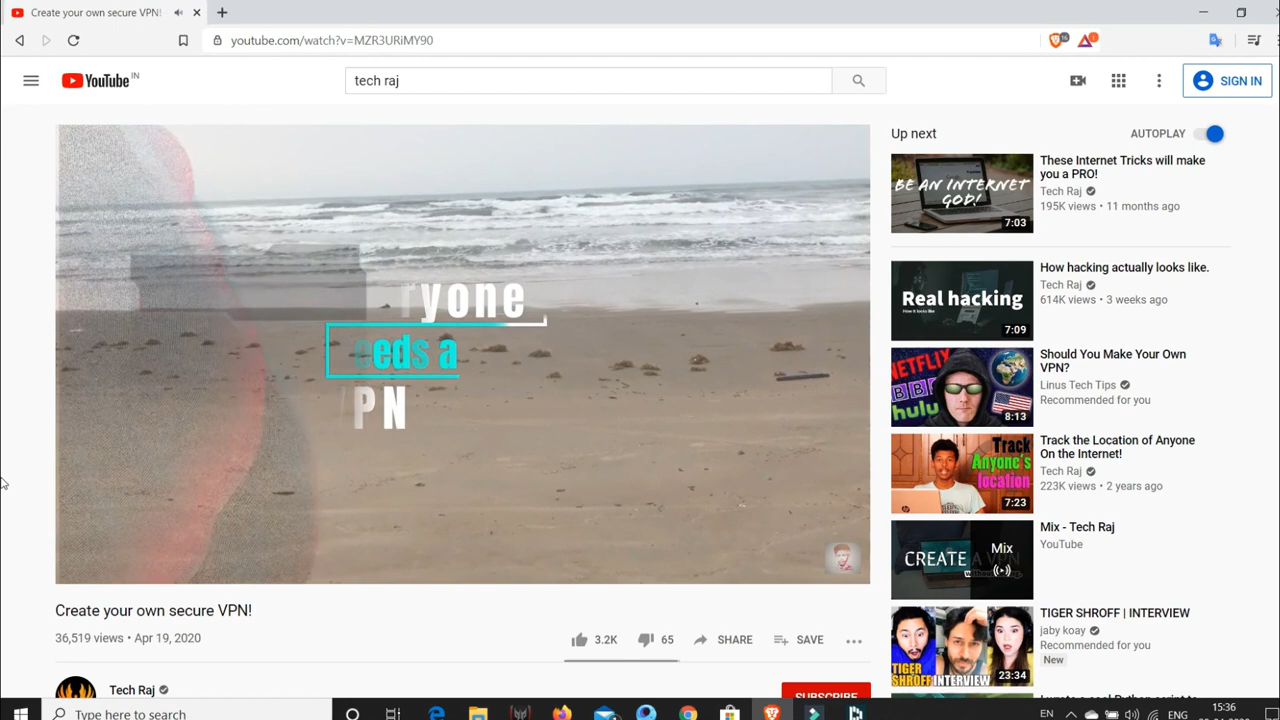 Create your own secure VPN!
youtube.com/watch?v=MZR3URiMY90
YouTube IN
tech raj
SIGN IN
ryone
eeds a
PN
Create your own secure VPN!
36,519 views • Apr 19, 2020
3.2K
65
SHARE
SAVE
Tech Raj
SUBSCRIBE
Up next
AUTOPLAY
BE AN INTERNET
GOD!
7:03
These Internet Tricks will make
you a PRO!
Tech Raj
195K views • 11 months ago
Real hacking
7:09
How hacking actually looks like.
Tech Raj
614K views • 3 weeks ago
NETFLIX
BBC
hulu
8:13
Should You Make Your Own
VPN?
Linus Tech Tips
Recommended for you
Track
Anyone's
location
7:23
Track the Location of Anyone
On the Internet!
Tech Raj
223K views • 2 years ago
CREATE A VPN
Mix
Mix - Tech Raj
YouTube
TIGER
SHROFF INTERVIEW
23:34
TIGER SHROFF | INTERVIEW
jaby koay
Recommended for you
New
Type here to search
EN
ENG
15:36